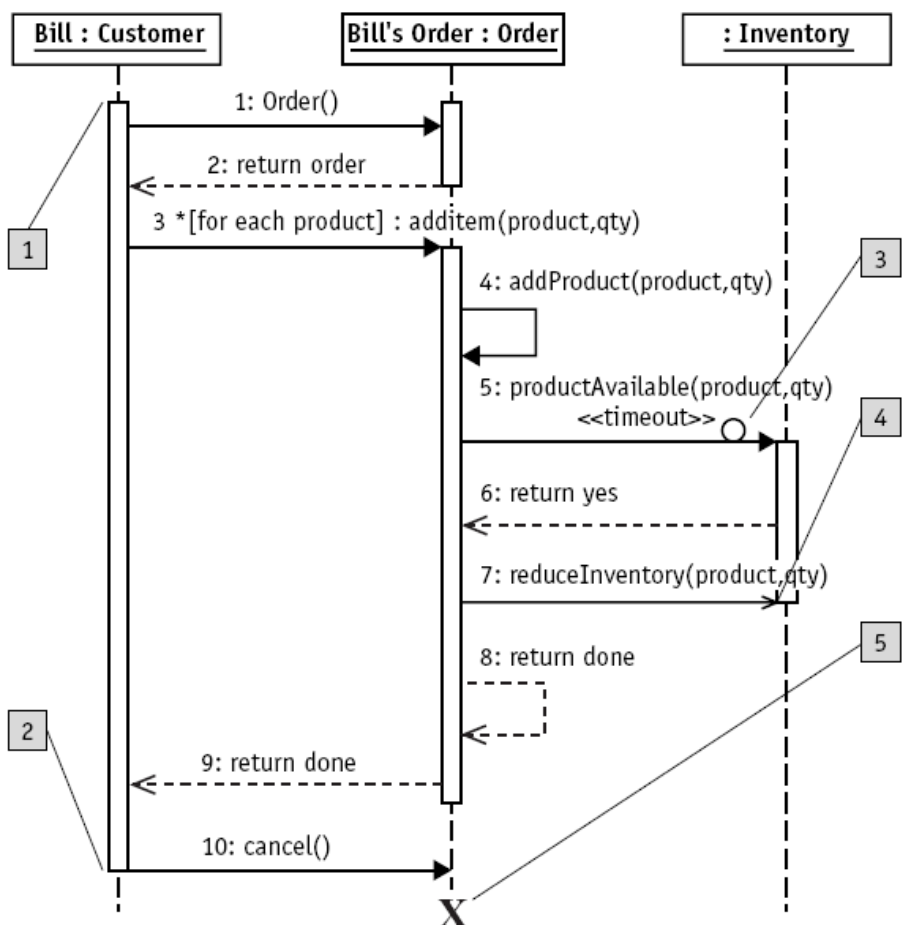 Bill : Customer
Bill's Order : Order
: Inventory
1: Order()
2: return order
3 *[for each product] : additem(product,qty)
1
3
4: addProduct(product,qty)
5: productAvailable(product,qty)
<<timeout>>
4
6: return yes
7: reduceInventory(product,qty)
5
8: return done
2
9: return done
10: cancel()
X